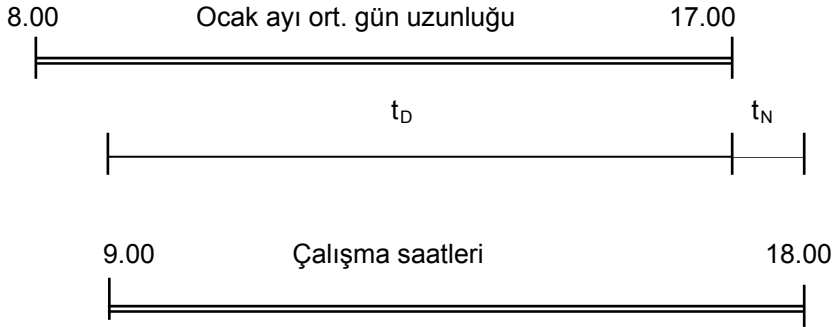 8.00 Ocak ayı ort. gün uzunluğu 17.00
t_D t_N
9.00 Çalışma saatleri 18.00